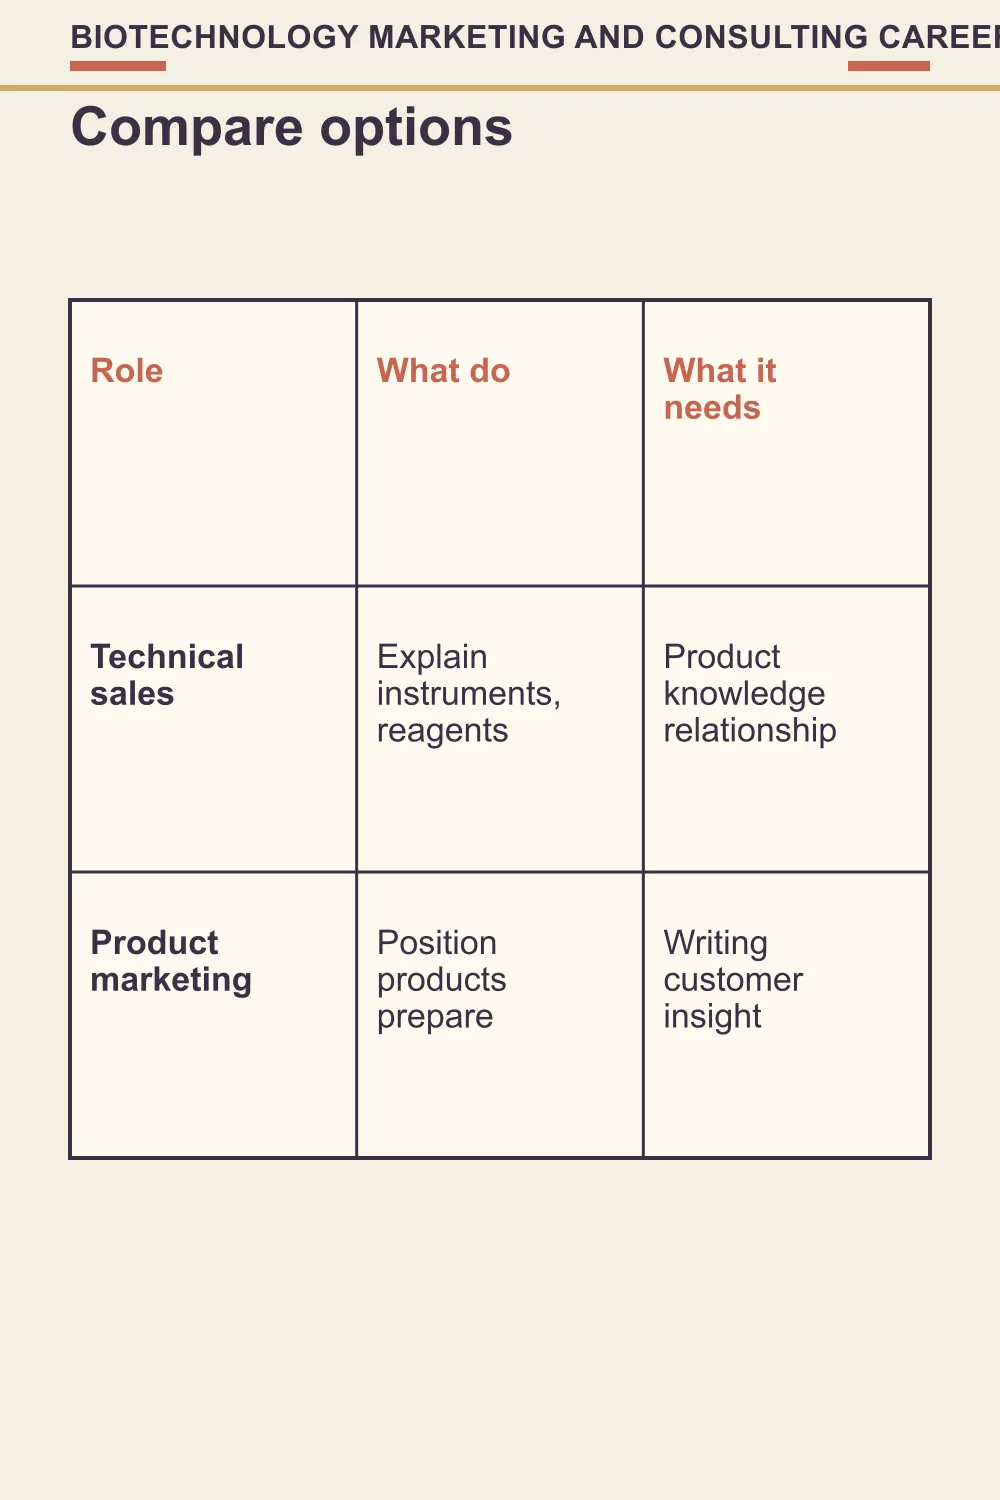 BIOTECHNOLOGY MARKETING AND CONSULTING CAREER
Compare options
Role
What do
What it
needs
Technical
sales
Explain
instruments,
reagents
Product
knowledge
relationship
Product
marketing
Position
products
prepare
Writing
customer
insight